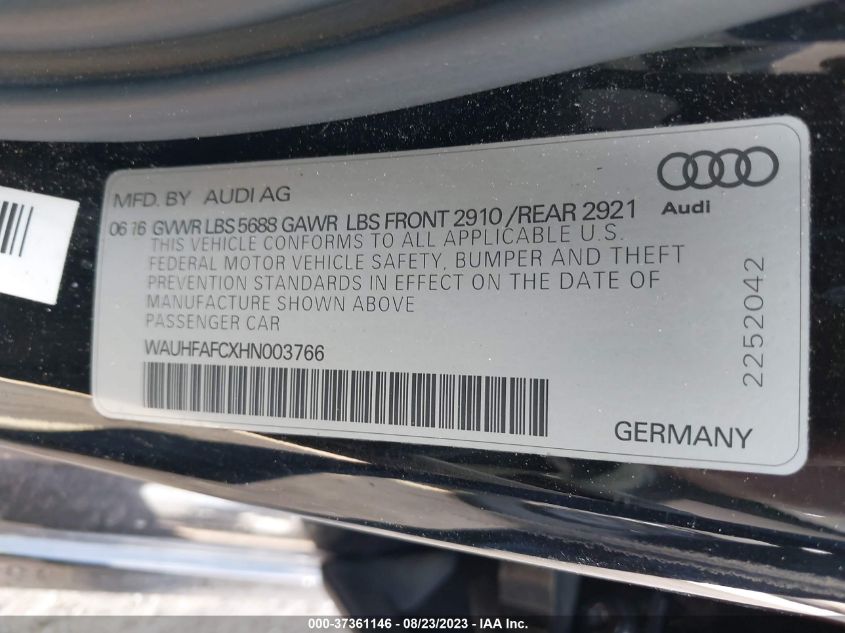 MFD. BY AUDI AG
Audi
06 16 GVWR LBS 5688 GAWR LBS FRONT 2910 /REAR 2921
THIS VEHICLE CONFORMS TO ALL APPLICABLE U.S.
FEDERAL MOTOR VEHICLE SAFETY, BUMPER AND THEFT
PREVENTION STANDARDS IN EFFECT ON THE DATE OF
MANUFACTURE SHOWN ABOVE
PASSENGER CAR
WAUHFAFCXHN003766
2252042
GERMANY
000-37361146 - 08/23/2023 - Copyright IAA, Inc.